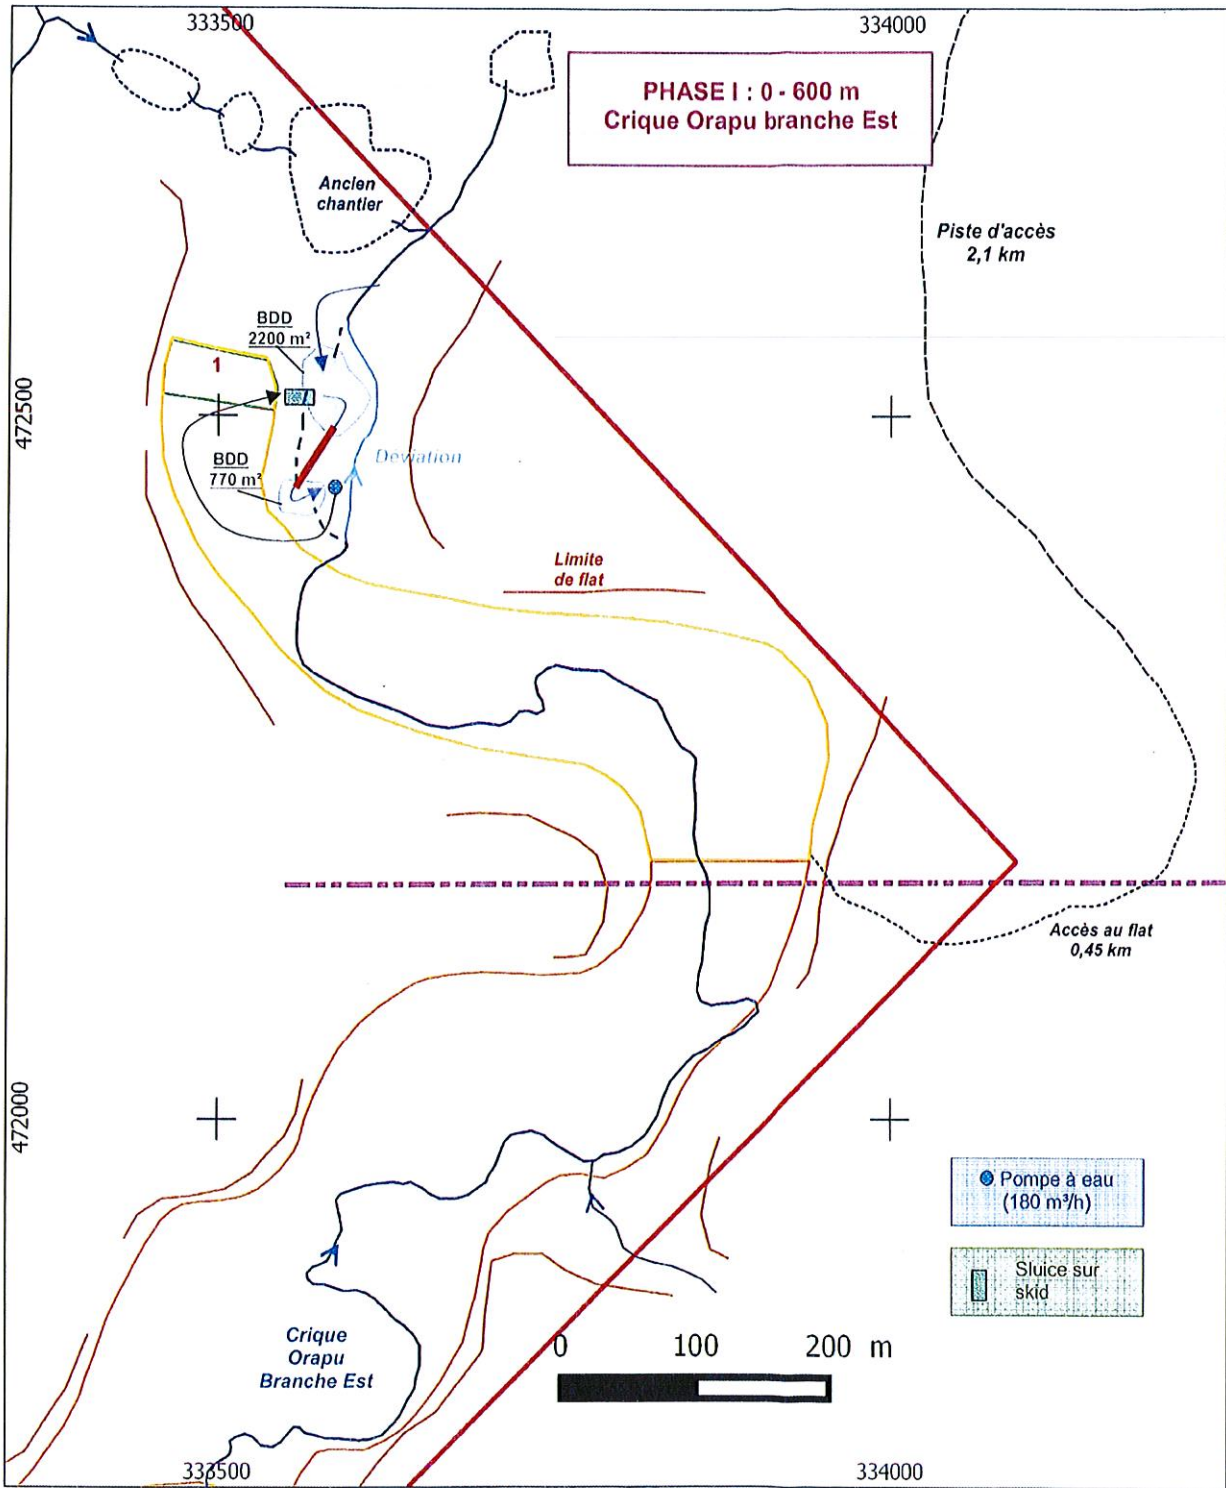 333500
334000
PHASE I : 0 - 600 m
Crique Orapu branche Est
Ancien
chantier
Piste d'accès
2,1 km
BDD
2200 m²
1
472500
BDD
770 m²
Déviation
Limite
de flat
Accès au flat
0,45 km
472000
Pompe à eau
(180 m³/h)
Sluice sur
skid
0 100 200 m
Crique
Orapu
Branche Est
333500
334000